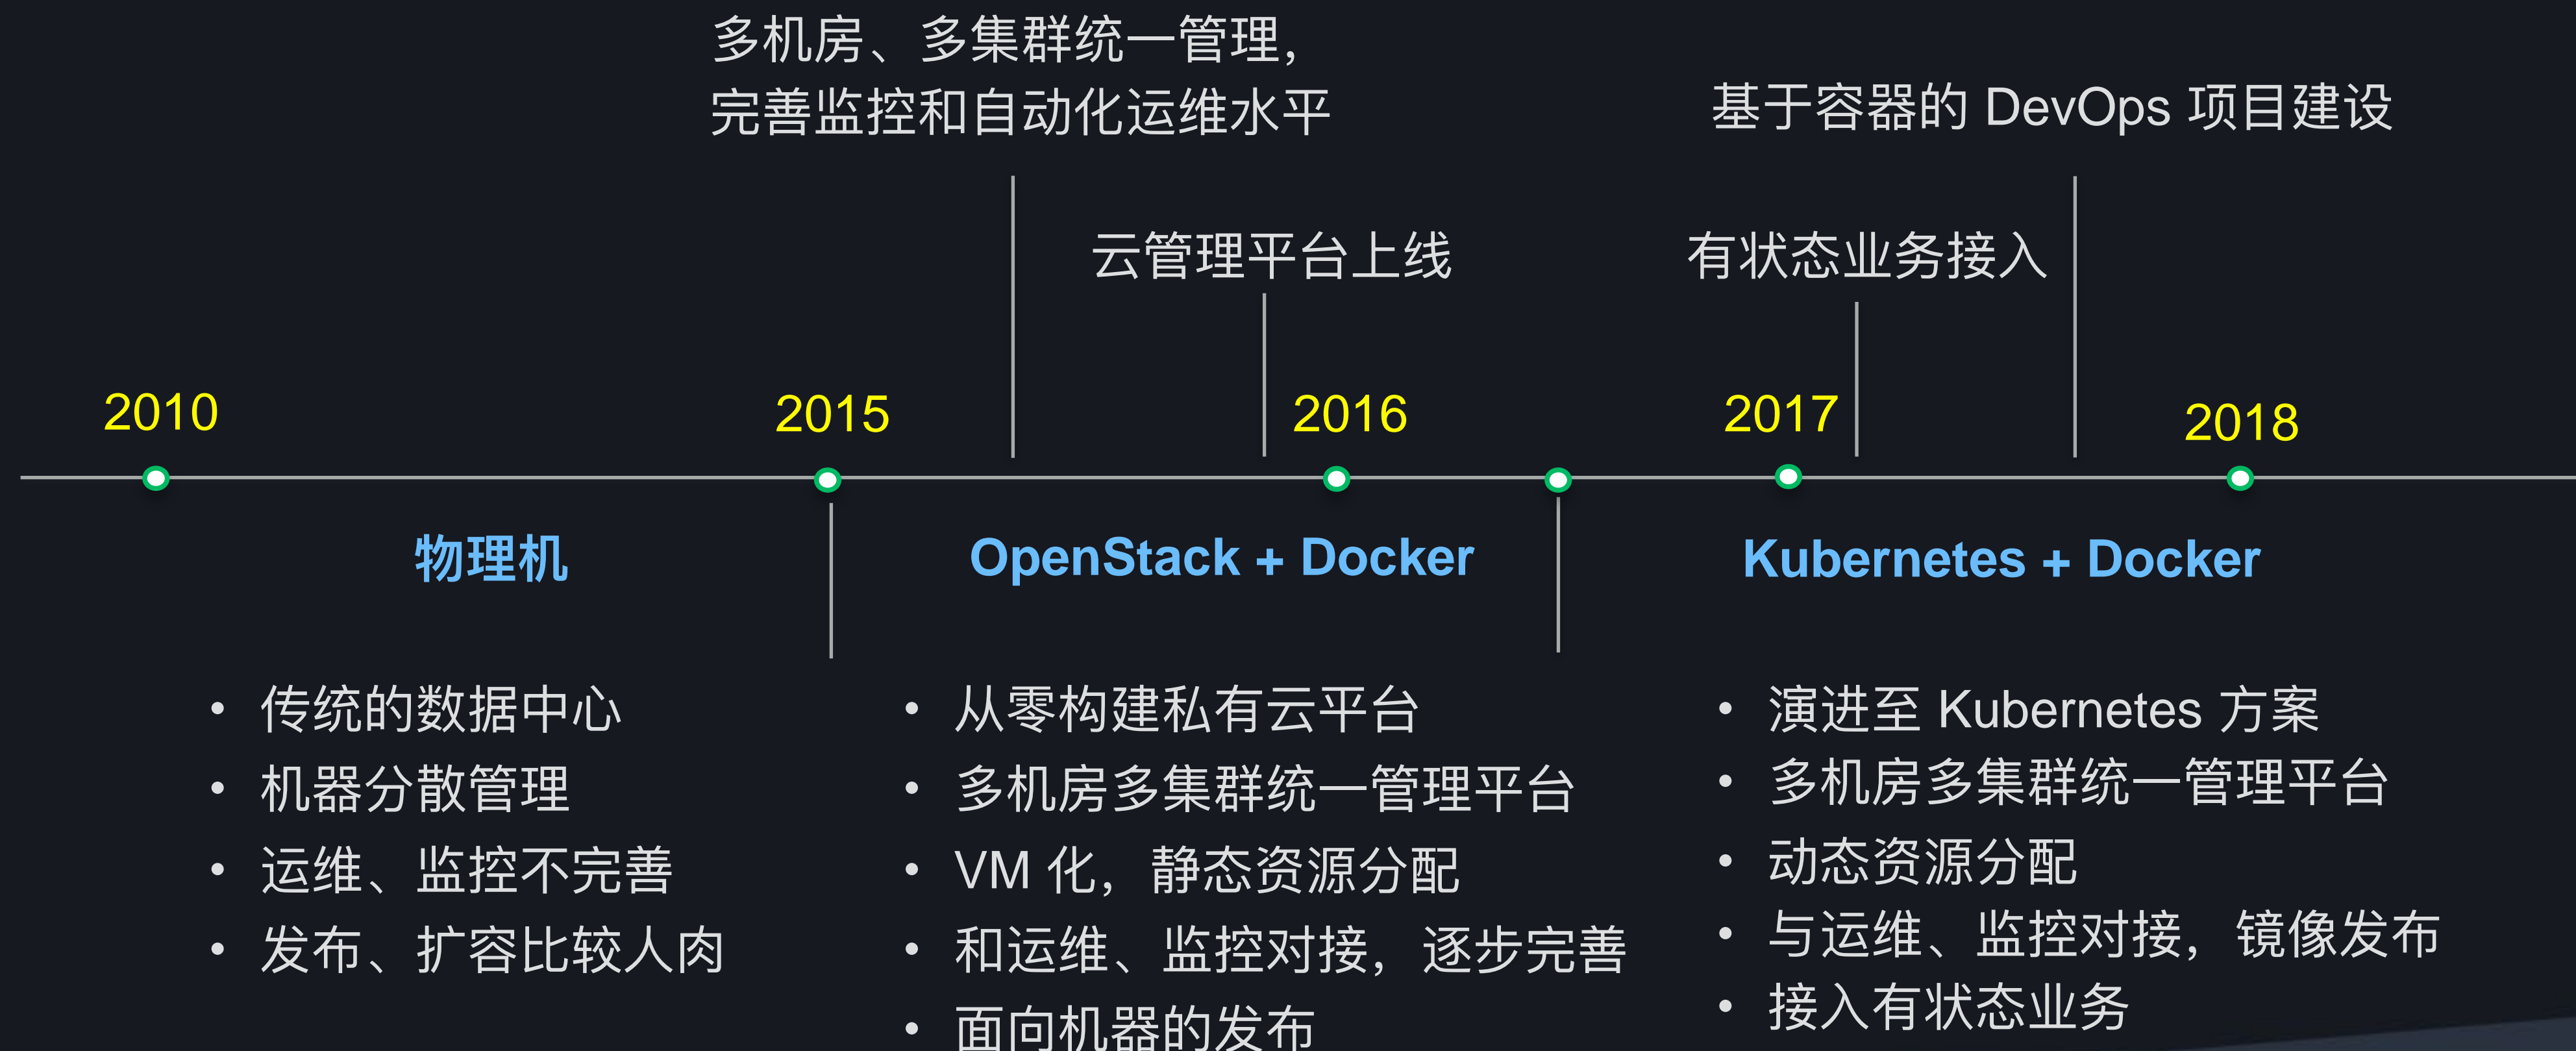 多机房、多集群统一管理，
完善监控和自动化运维水平
基于容器的 DevOps 项目建设
云管理平台上线
有状态业务接入
2010
2015
2016
2017
2018
物理机
OpenStack + Docker
Kubernetes + Docker
• 传统的数据中心
• 机器分散管理
• 运维、监控不完善
• 发布、扩容比较人肉
• 从零构建私有云平台
• 多机房多集群统一管理平台
• VM 化，静态资源分配
• 和运维、监控对接，逐步完善
• 面向机器的发布
• 演进至 Kubernetes 方案
• 多机房多集群统一管理平台
• 动态资源分配
• 与运维、监控对接，镜像发布
• 接入有状态业务